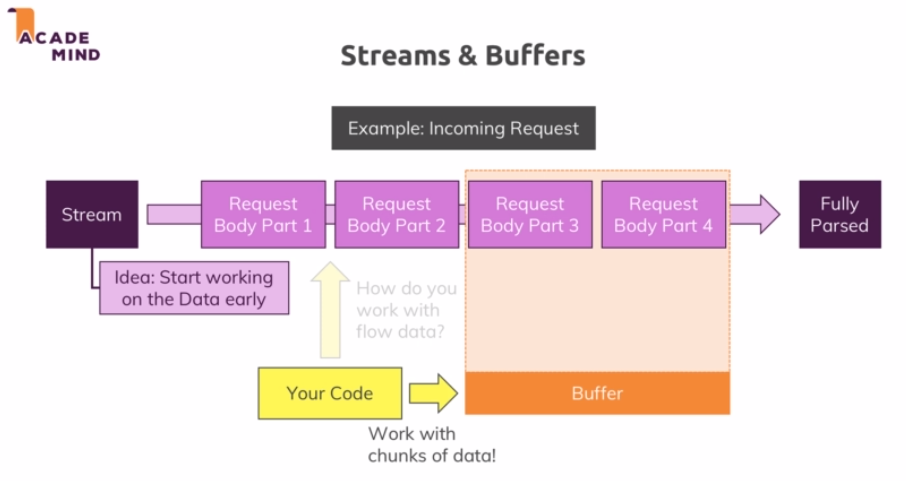 ACADE
MIND
Streams & Buffers
Example: Incoming Request
Stream
Request
Body Part 1
Request
Body Part 2
Request
Body Part 3
Request
Body Part 4
Fully
Parsed
Idea: Start working
on the Data early
How do you
work with
flow data?
Your Code
Buffer
Work with
chunks of data!